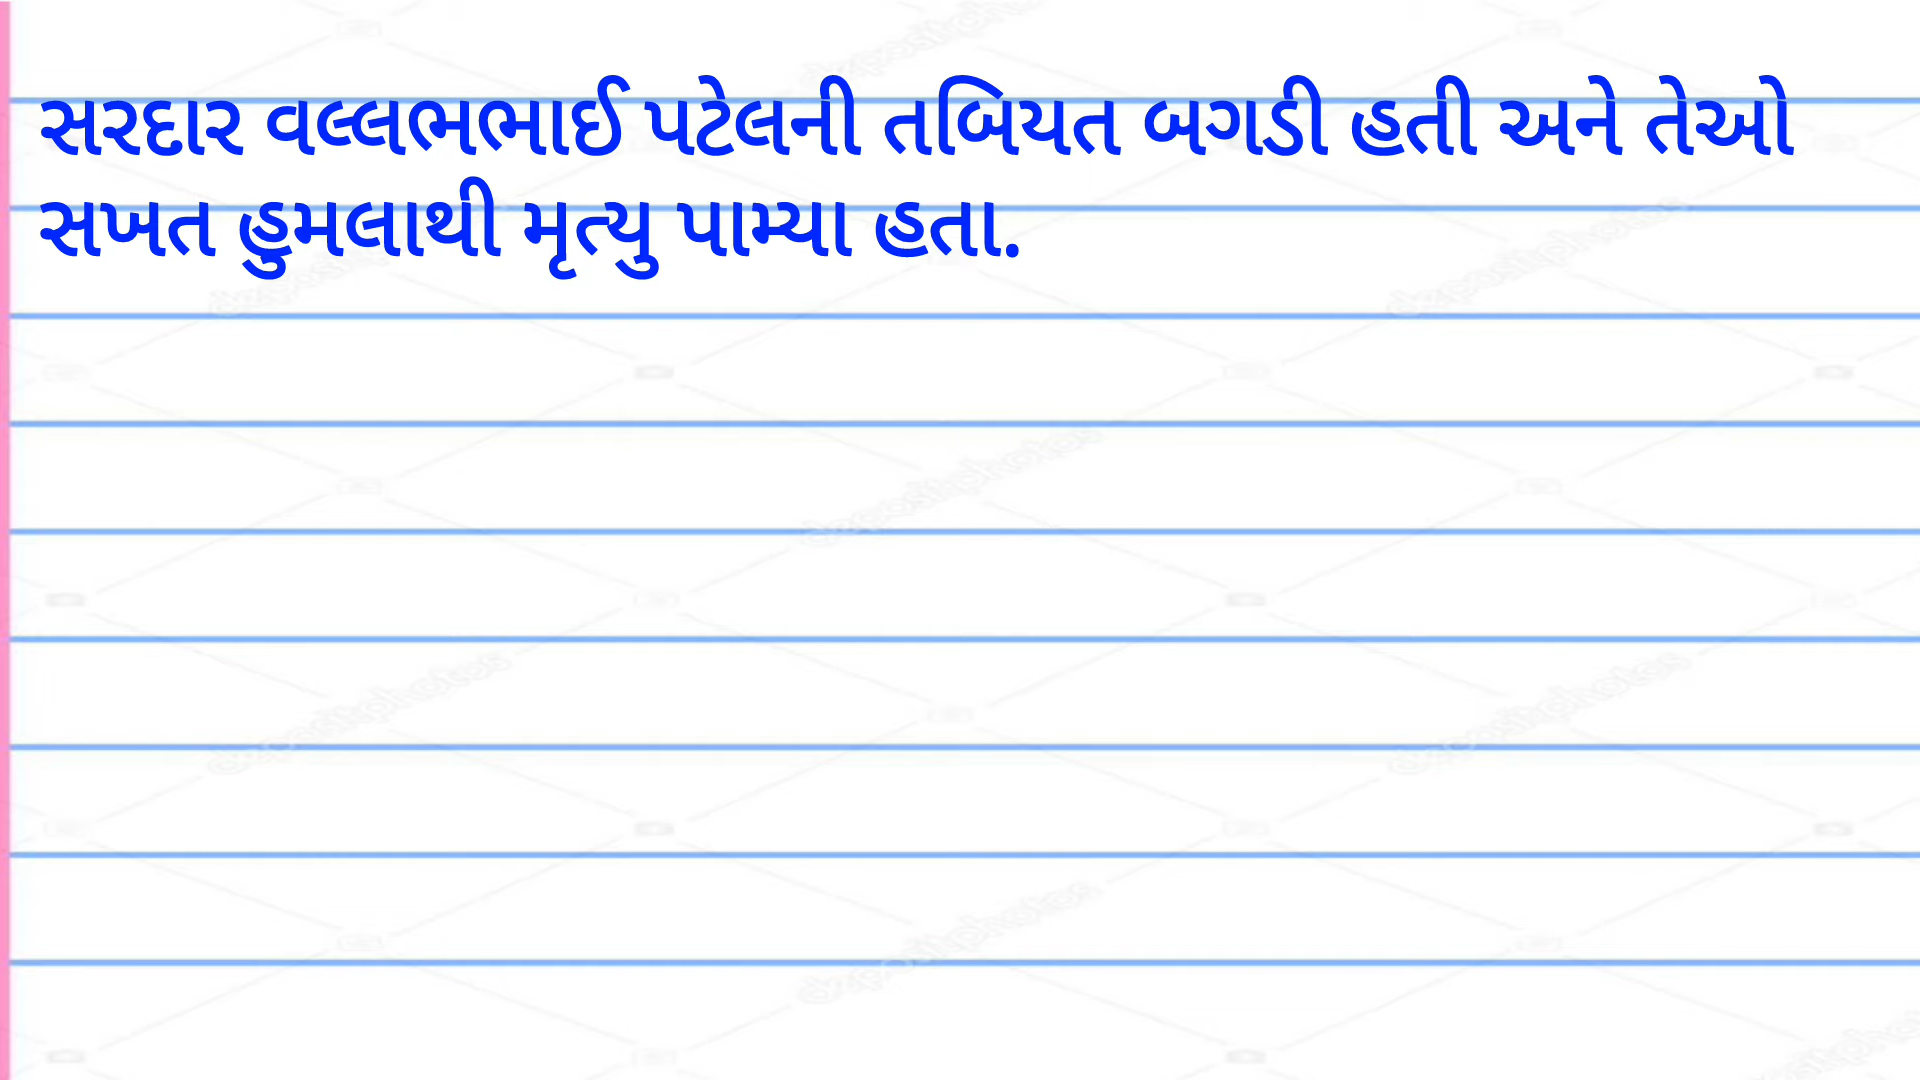 સરદાર વલ્લભભાઈ પટેલની તબિયત બગડી હતી અને તેઓ
સખત હુમલાથી મૃત્યુ પામ્યા હતા.